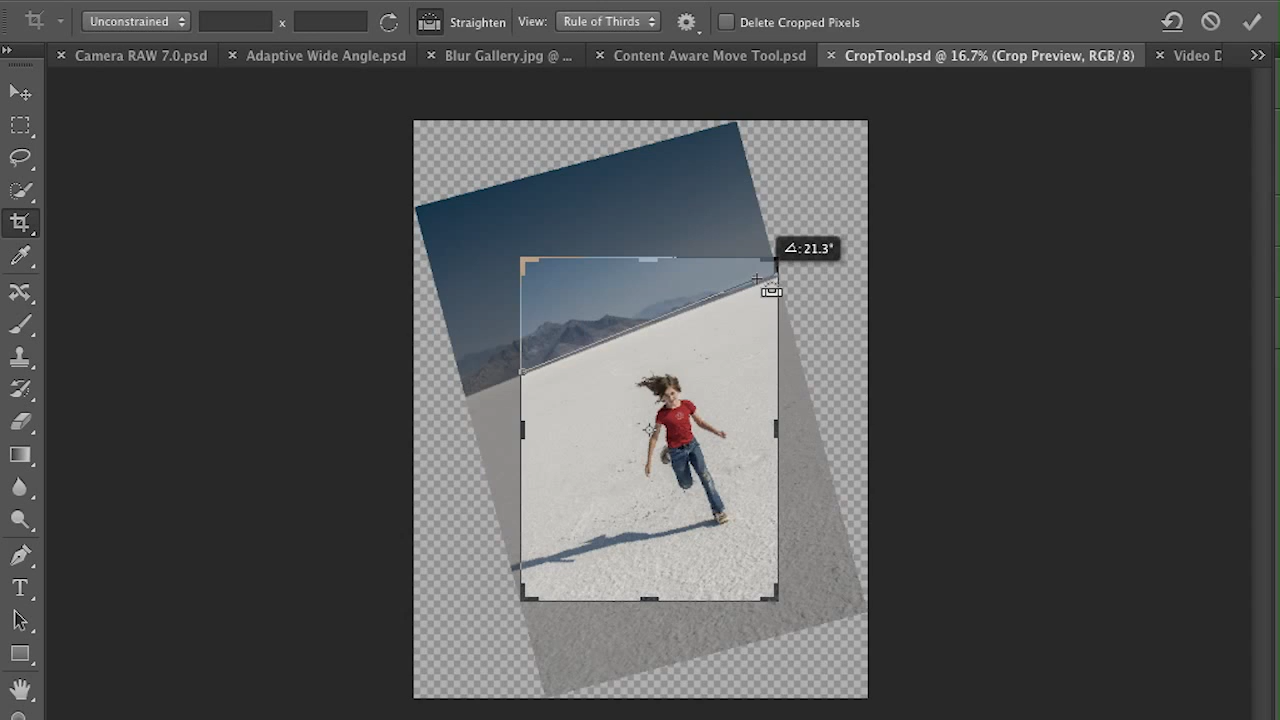 Unconstrained x Straighten View: Rule of Thirds Delete Cropped Pixels
Camera RAW 7.0.psd Adaptive Wide Angle.psd Blur Gallery.jpg @ ... Content Aware Move Tool.psd CropTool.psd @ 16.7% (Crop Preview, RGB/8) Video D
21.3°
T